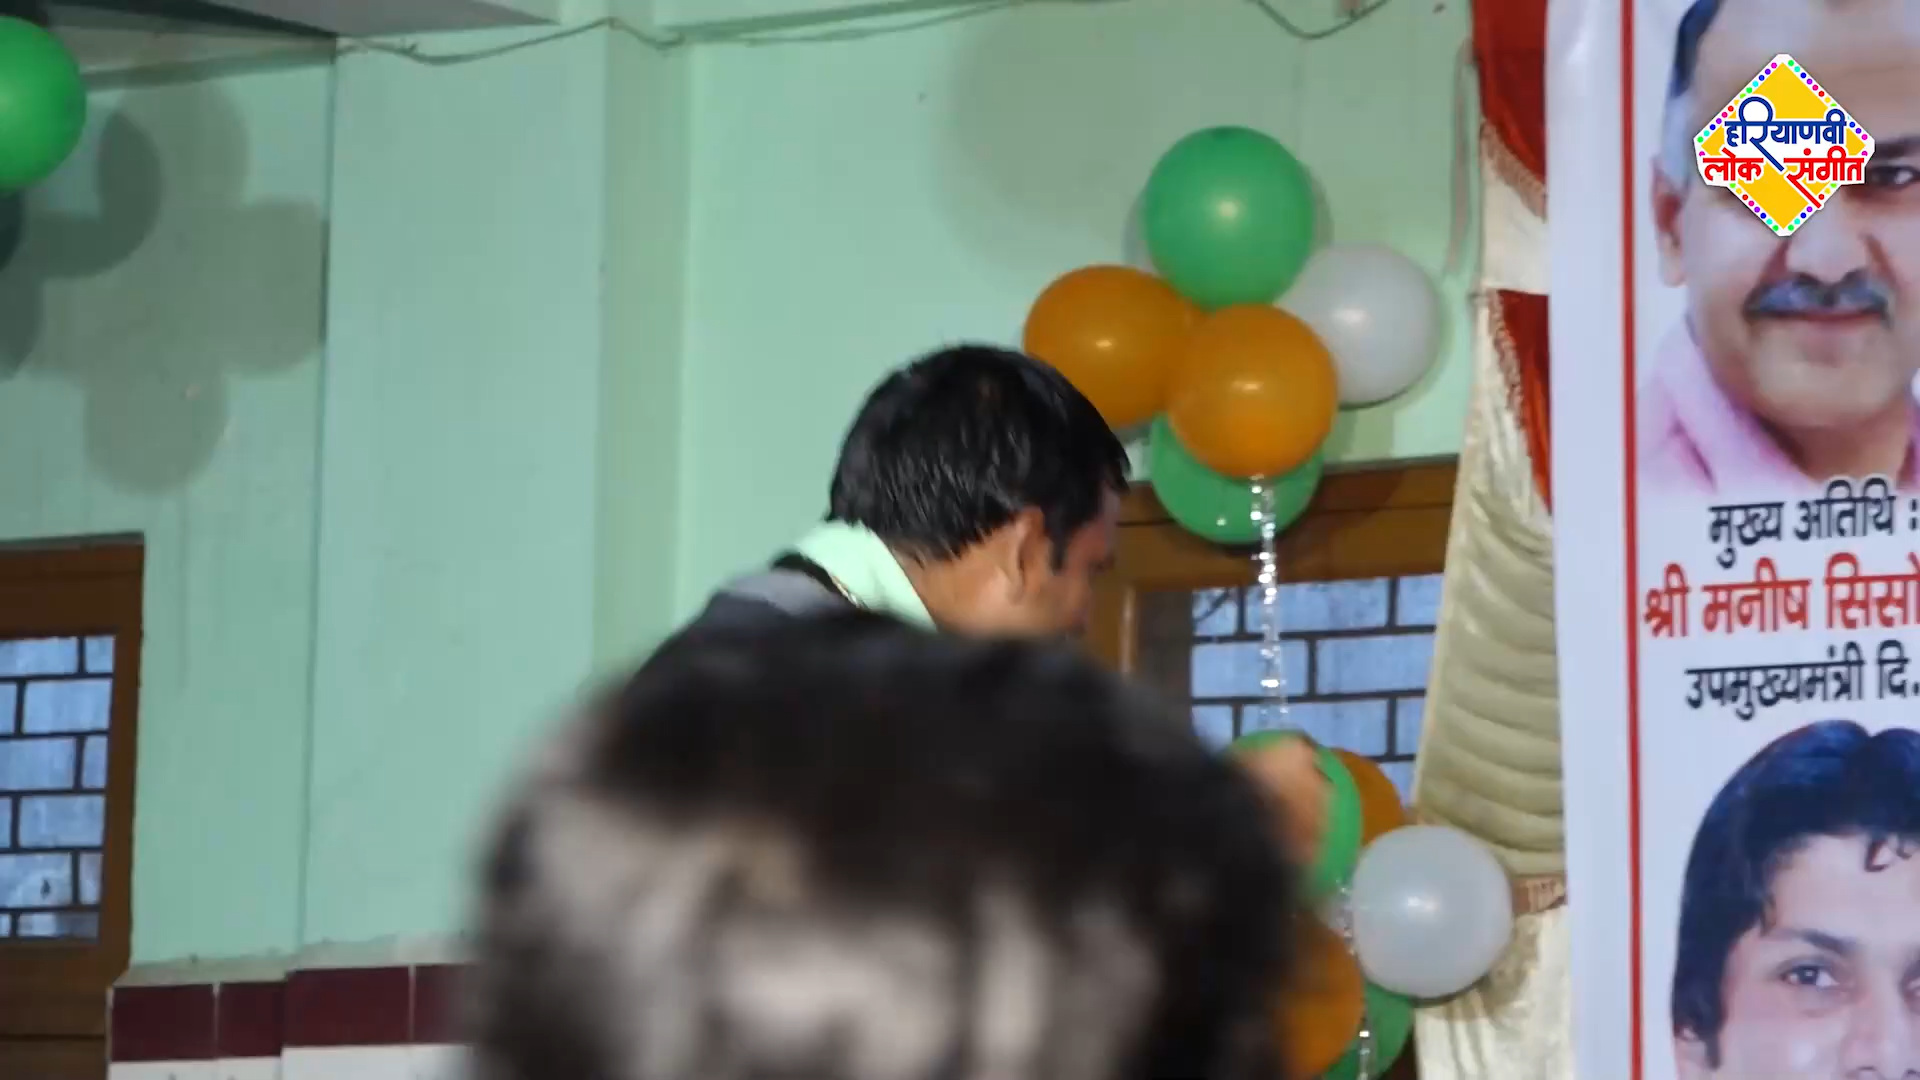 हरियाणवी
लोक संगीत
मुख्य अतिथि :
श्री मनीष
उपमुख्यमंत्री दि.